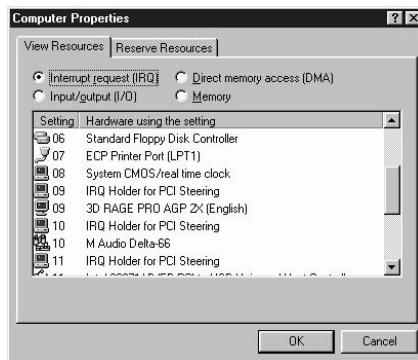 Computer Properties
View Resources Reserve Resources
Interrupt request (IRQ) Direct memory access (DMA)
Input/output (I/O) Memory
Setting Hardware using the setting
06 Standard Floppy Disk Controller
07 ECP Printer Port (LPT1)
08 System CMOS/real time clock
09 IRQ Holder for PCI Steering
09 3D RAGE PRO AGP 2X (English)
10 IRQ Holder for PCI Steering
10 M Audio Delta-66
11 IRQ Holder for PCI Steering
OK Cancel